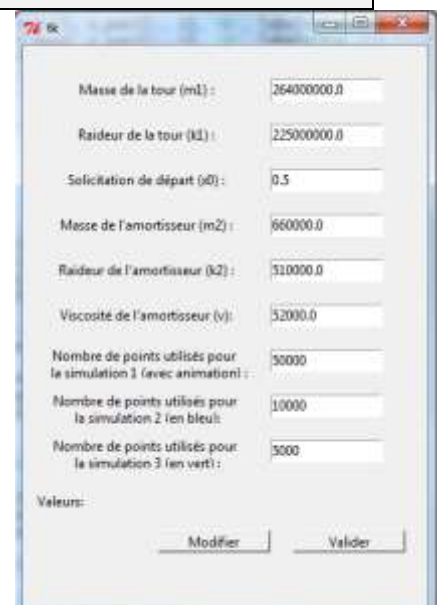 tk
Masse de la tour (m1) : 264000000.0
Raideur de la tour (k1) : 225000000.0
Solicitation de départ (x0) : 0.5
Masse de l'amortisseur (m2) : 660000.0
Raideur de l'amortisseur (k2) : 510000.0
Viscosité de l'amortisseur (v): 52000.0
Nombre de points utilisés pour
la simulation 1 (avec animation) : 50000
Nombre de points utilisés pour
la simulation 2 (en bleu): 10000
Nombre de points utilisés pour
la simulation 3 (en vert) : 5000
Valeurs:
Modifier Valider